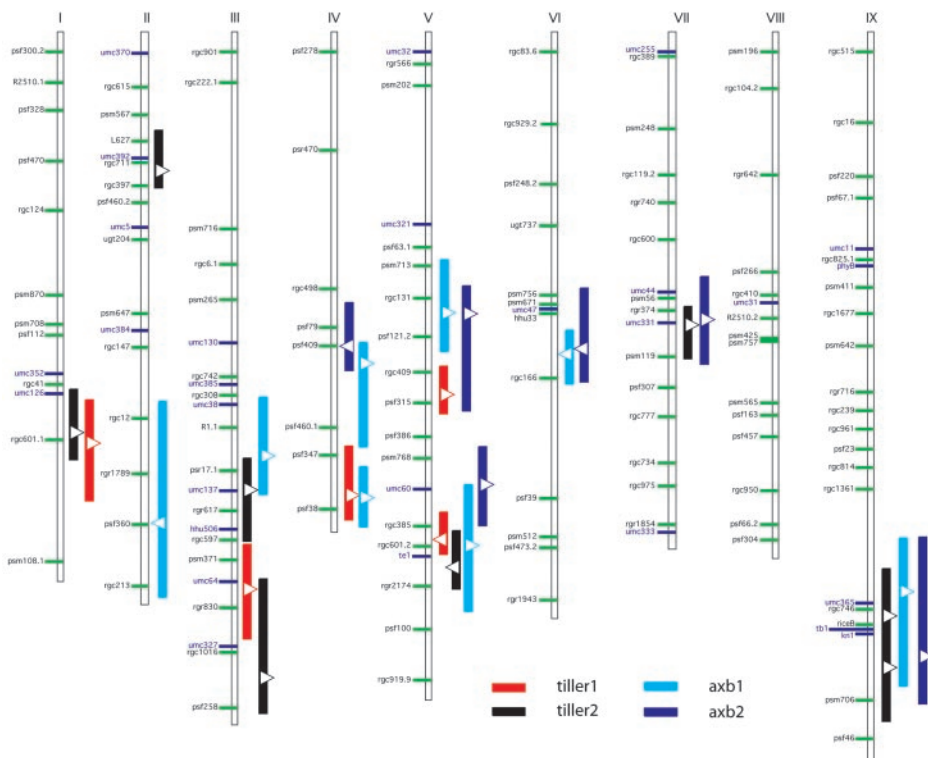 I
II
III
IV
V
VI
VII
VIII
IX
psf300.2
R2510.1
psf328
psf470
rgc124
psm870
psm708
psf112
umc352
rgc41
umc126
rgc601.1
psm108.1
umc370
rgc615
psm567
L627
umc392
rgc711
rgc397
psf460.2
umc5
ugt204
psm647
umc384
rgc147
rgc12
rgr1789
psf360
rgc213
rgc901
rgc222.1
psm716
rgc6.1
psm265
umc130
rgc742
umc385
rgc308
umc38
R1.1
psr17.1
umc137
rgr617
hhu506
rgc597
psm371
umc64
rgr830
umc327
rgc1016
psf258
psf278
psr470
rgc498
psf79
psf409
psf460.1
psf347
psf38
umc32
rgr566
psm202
umc321
psf63.1
psm713
rgc131
psf121.2
rgc409
psf315
psf386
psm768
umc60
rgc385
rgc601.2
te1
rgr2174
psf100
rgc919.9
rgc83.6
rgc929.2
psf248.2
ugt737
psm756
psm671
umc47
hhu33
rgc166
psf39
psm512
psf473.2
rgr1943
umc255
rgc389
psm248
rgc119.2
rgr740
rgc600
umc44
psm56
rgr374
umc331
psm119
psf307
rgc777
rgc734
rgc975
rgr1854
umc333
psm196
rgc104.2
rgr642
psf266
rgc410
umc31
R2510.2
psm425
psm757
psm565
psf163
psf457
rgc950
psf66.2
psf304
rgc515
rgc16
psf220
psf67.1
umc11
rgc825.1
phyB
psm411
rgc1677
psm642
rgr716
rgc239
rgc961
psf23
rgc814
rgc1361
umc365
rgc746
rice8
tb1
kn1
psm706
psf46
tiller1
axb1
tiller2
axb2